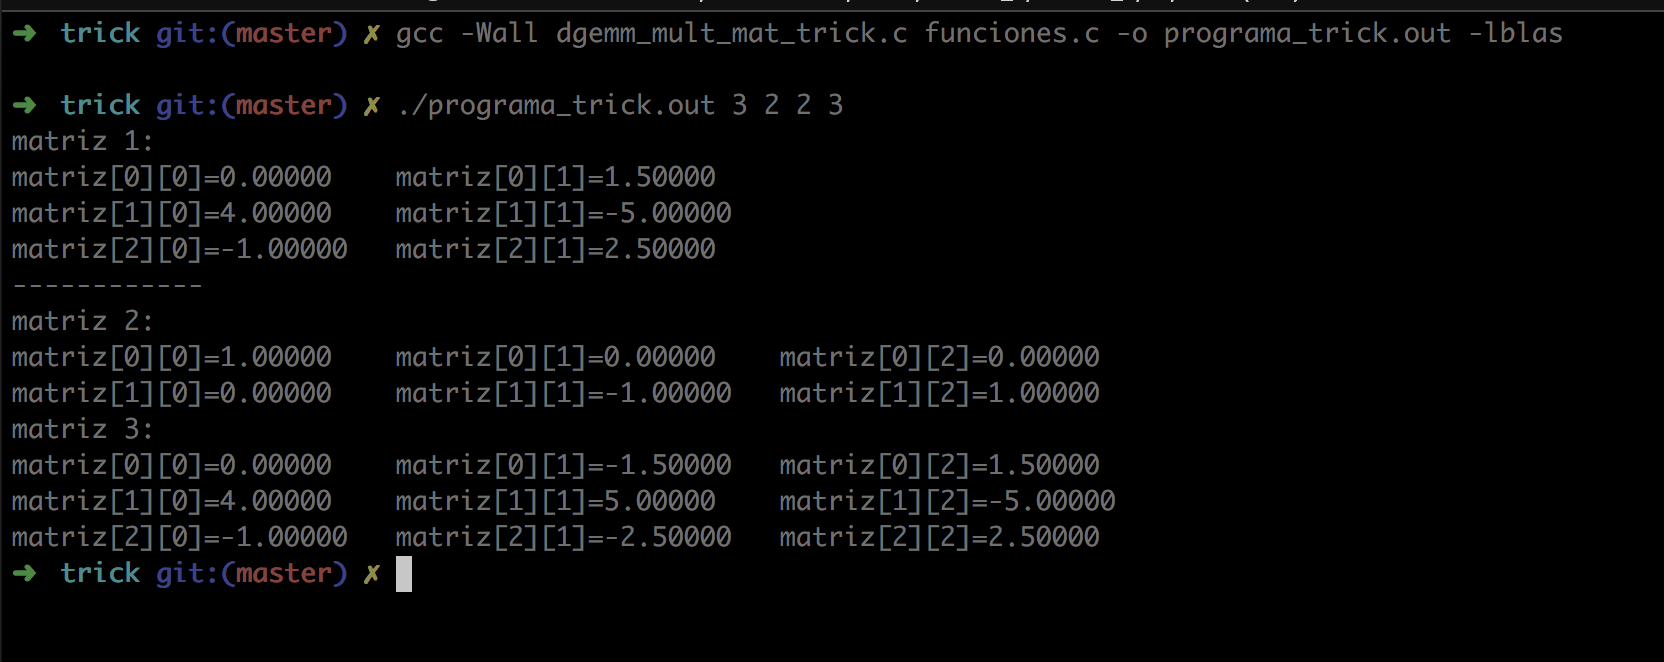 ➜ trick git:(master) ✗ gcc -Wall dgemm_mult_mat_trick.c funciones.c -o programa_trick.out -lblas
➜ trick git:(master) ✗ ./programa_trick.out 3 2 2 3
matriz 1:
matriz[0][0]=0.00000 matriz[0][1]=1.50000
matriz[1][0]=4.00000 matriz[1][1]=-5.00000
matriz[2][0]=-1.00000 matriz[2][1]=2.50000
------------
matriz 2:
matriz[0][0]=1.00000 matriz[0][1]=0.00000 matriz[0][2]=0.00000
matriz[1][0]=0.00000 matriz[1][1]=-1.00000 matriz[1][2]=1.00000
matriz 3:
matriz[0][0]=0.00000 matriz[0][1]=-1.50000 matriz[0][2]=1.50000
matriz[1][0]=4.00000 matriz[1][1]=5.00000 matriz[1][2]=-5.00000
matriz[2][0]=-1.00000 matriz[2][1]=-2.50000 matriz[2][2]=2.50000
➜ trick git:(master) ✗